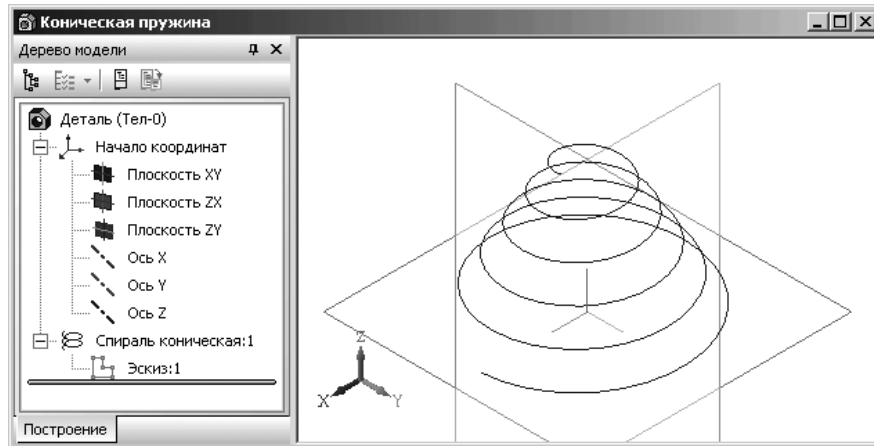 Коническая пружина
Дерево модели
Деталь (Тел-0)
Начало координат
Плоскость XY
Плоскость ZX
Плоскость ZY
Ось X
Ось Y
Ось Z
Спираль коническая:1
Эскиз:1
Построение
Z
X
Y